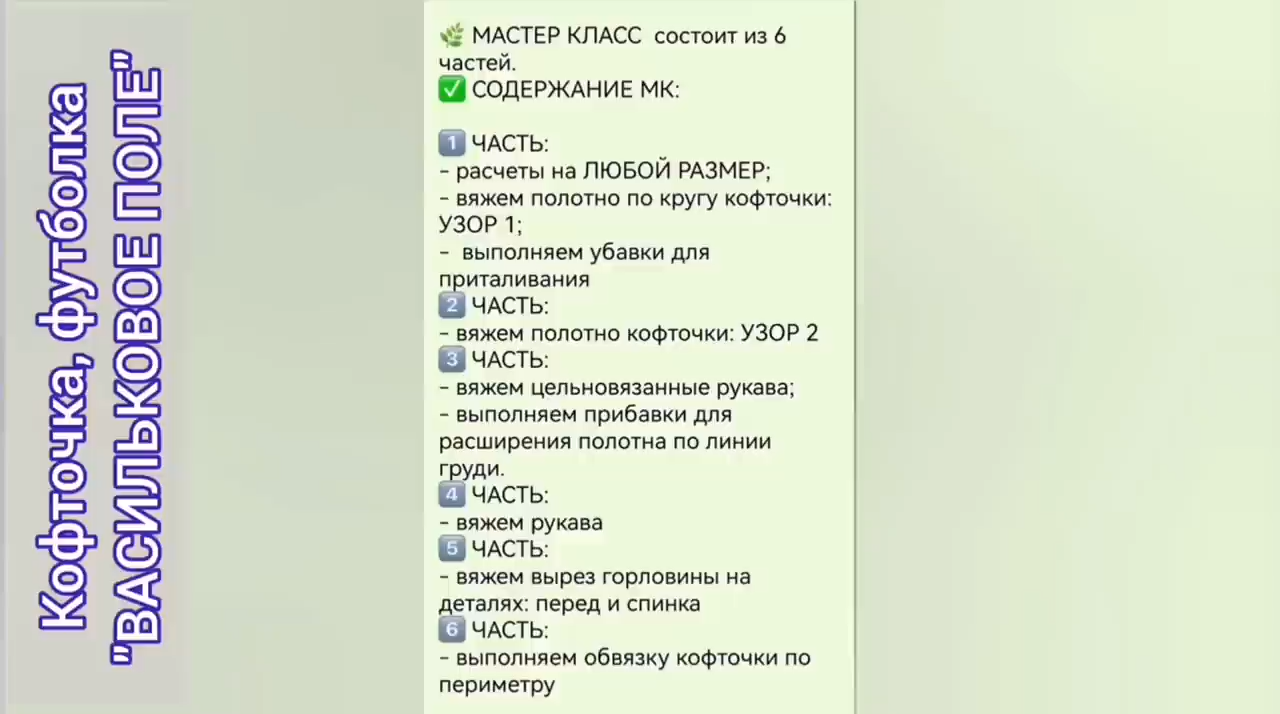 Кофточка, футболка
"ВАСИЛЬКОВОЕ ПОЛЕ"
🌿 МАСТЕР КЛАСС состоит из 6
частей.
✅ СОДЕРЖАНИЕ МК:
1️⃣ ЧАСТЬ:
- расчеты на ЛЮБОЙ РАЗМЕР;
- вяжем полотно по кругу кофточки:
УЗОР 1;
- выполняем убавки для
приталивания
2️⃣ ЧАСТЬ:
- вяжем полотно кофточки: УЗОР 2
3️⃣ ЧАСТЬ:
- вяжем цельновязанные рукава;
- выполняем прибавки для
расширения полотна по линии
груди.
4️⃣ ЧАСТЬ:
- вяжем рукава
5️⃣ ЧАСТЬ:
- вяжем вырез горловины на
деталях: перед и спинка
6️⃣ ЧАСТЬ:
- выполняем обвязку кофточки по
периметру